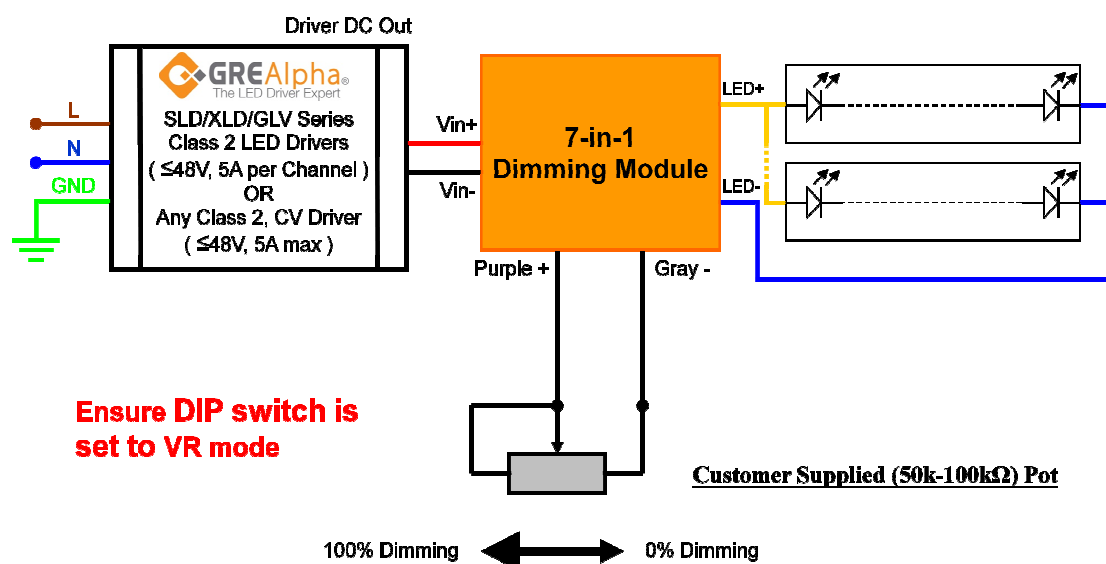 Driver DC Out
GREAlpha®
The LED Driver Expert
SLD/XLD/GLV Series
Class 2 LED Drivers
( ≤48V, 5A per Channel )
OR
Any Class 2, CV Driver
( ≤48V, 5A max )
L
N
GND
Vin+
Vin-
7-in-1
Dimming Module
LED+
LED-
Purple +
Gray -
Ensure DIP switch is
set to VR mode
Customer Supplied (50k-100kΩ) Pot
100% Dimming
0% Dimming